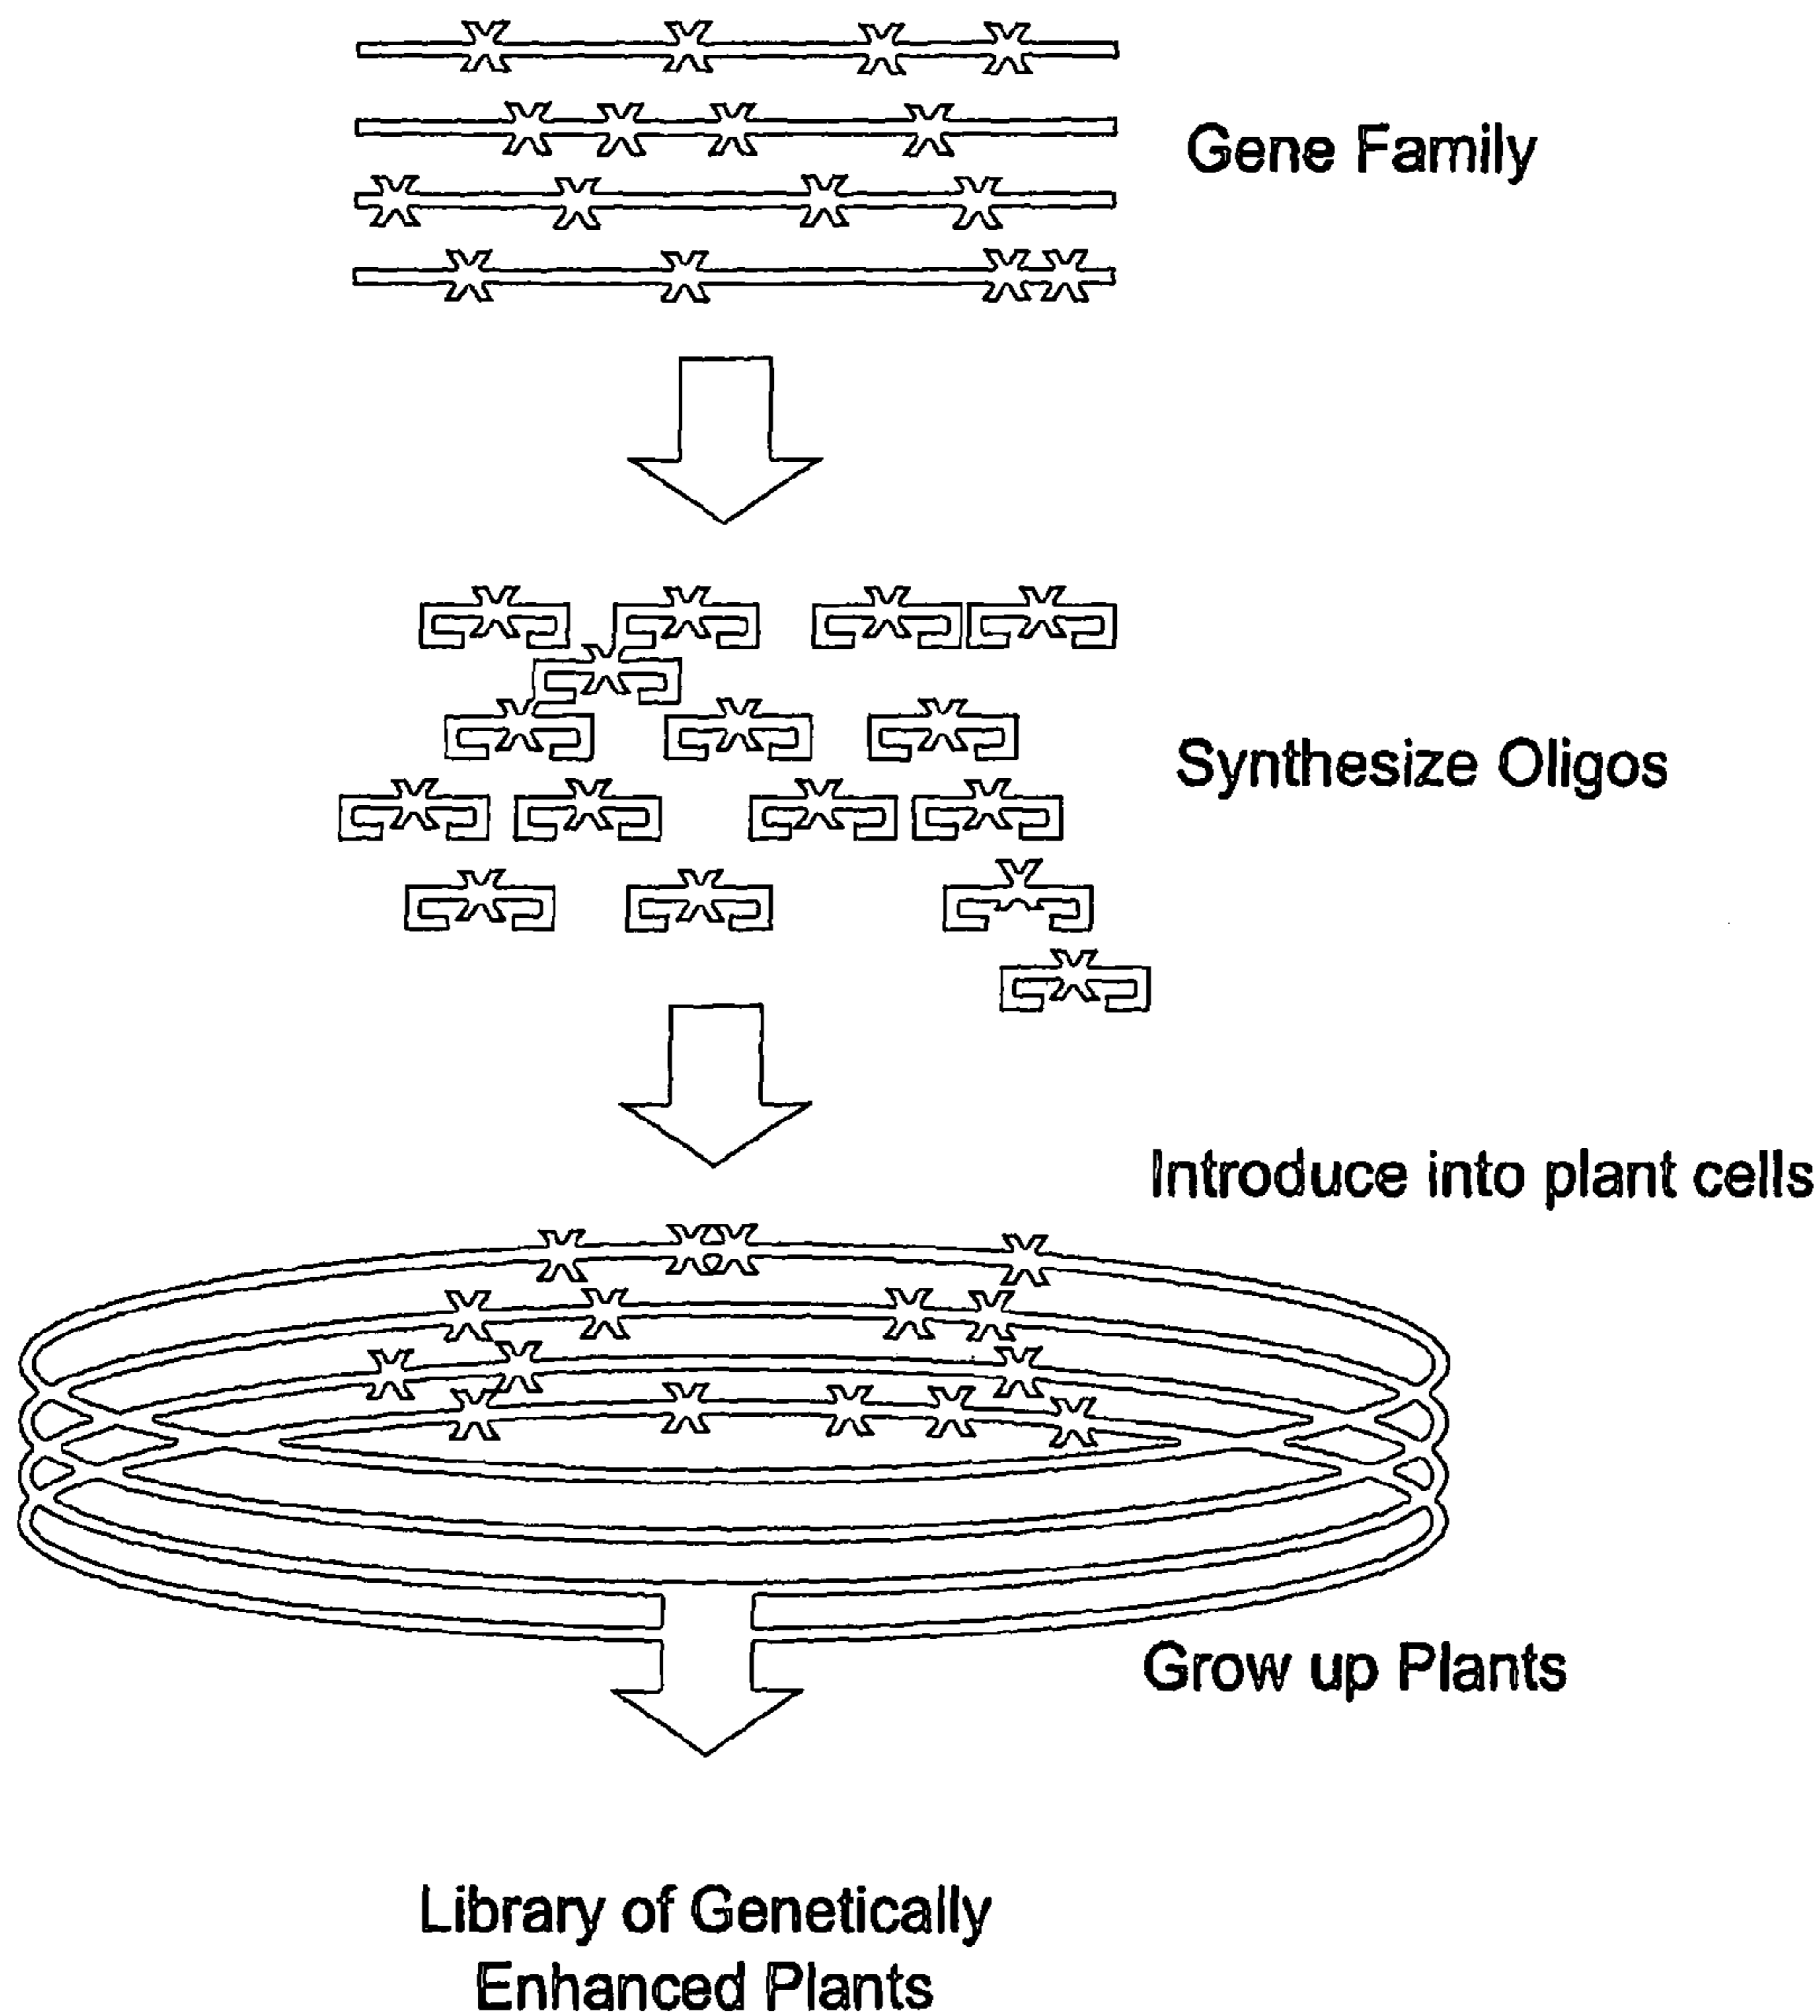 Gene Family
Synthesize Oligos
Introduce into plant cells
Grow up Plants
Library of Genetically
Enhanced Plants